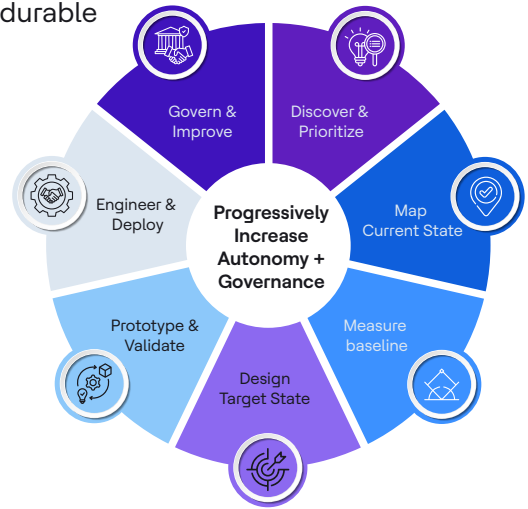 durable
Govern &
Improve
Discover &
Prioritize
Map
Current State
Measure
baseline
Design
Target State
Prototype &
Validate
Engineer &
Deploy
Progressively
Increase
Autonomy +
Governance